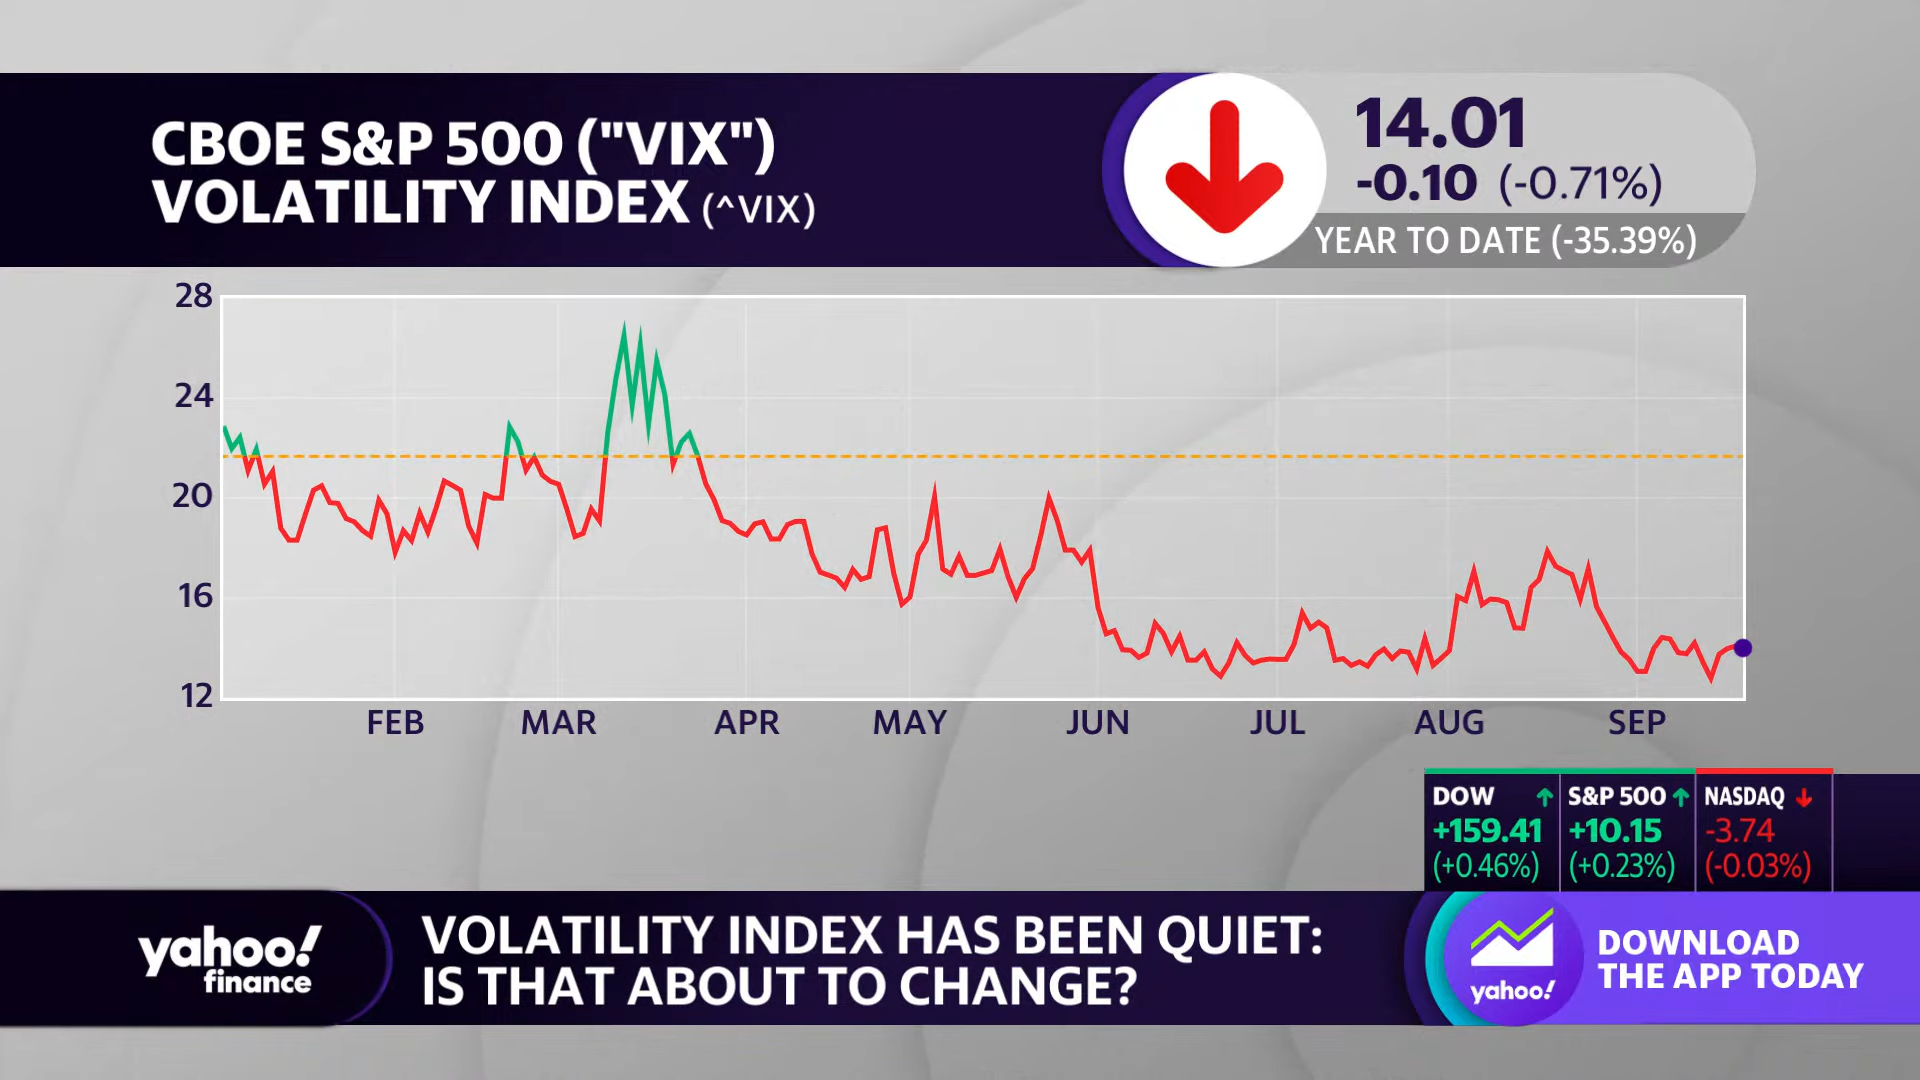 CBOE S&P 500 ("VIX")
VOLATILITY INDEX (^VIX)
14.01
-0.10 (-0.71%)
YEAR TO DATE (-35.39%)
28
24
20
16
12
FEB MAR APR MAY JUN JUL AUG SEP
DOW
+159.41
(+0.46%)
S&P 500
+10.15
(+0.23%)
NASDAQ
-3.74
(-0.03%)
yahoo!
finance
VOLATILITY INDEX HAS BEEN QUIET:
IS THAT ABOUT TO CHANGE?
yahoo!
DOWNLOAD
THE APP TODAY